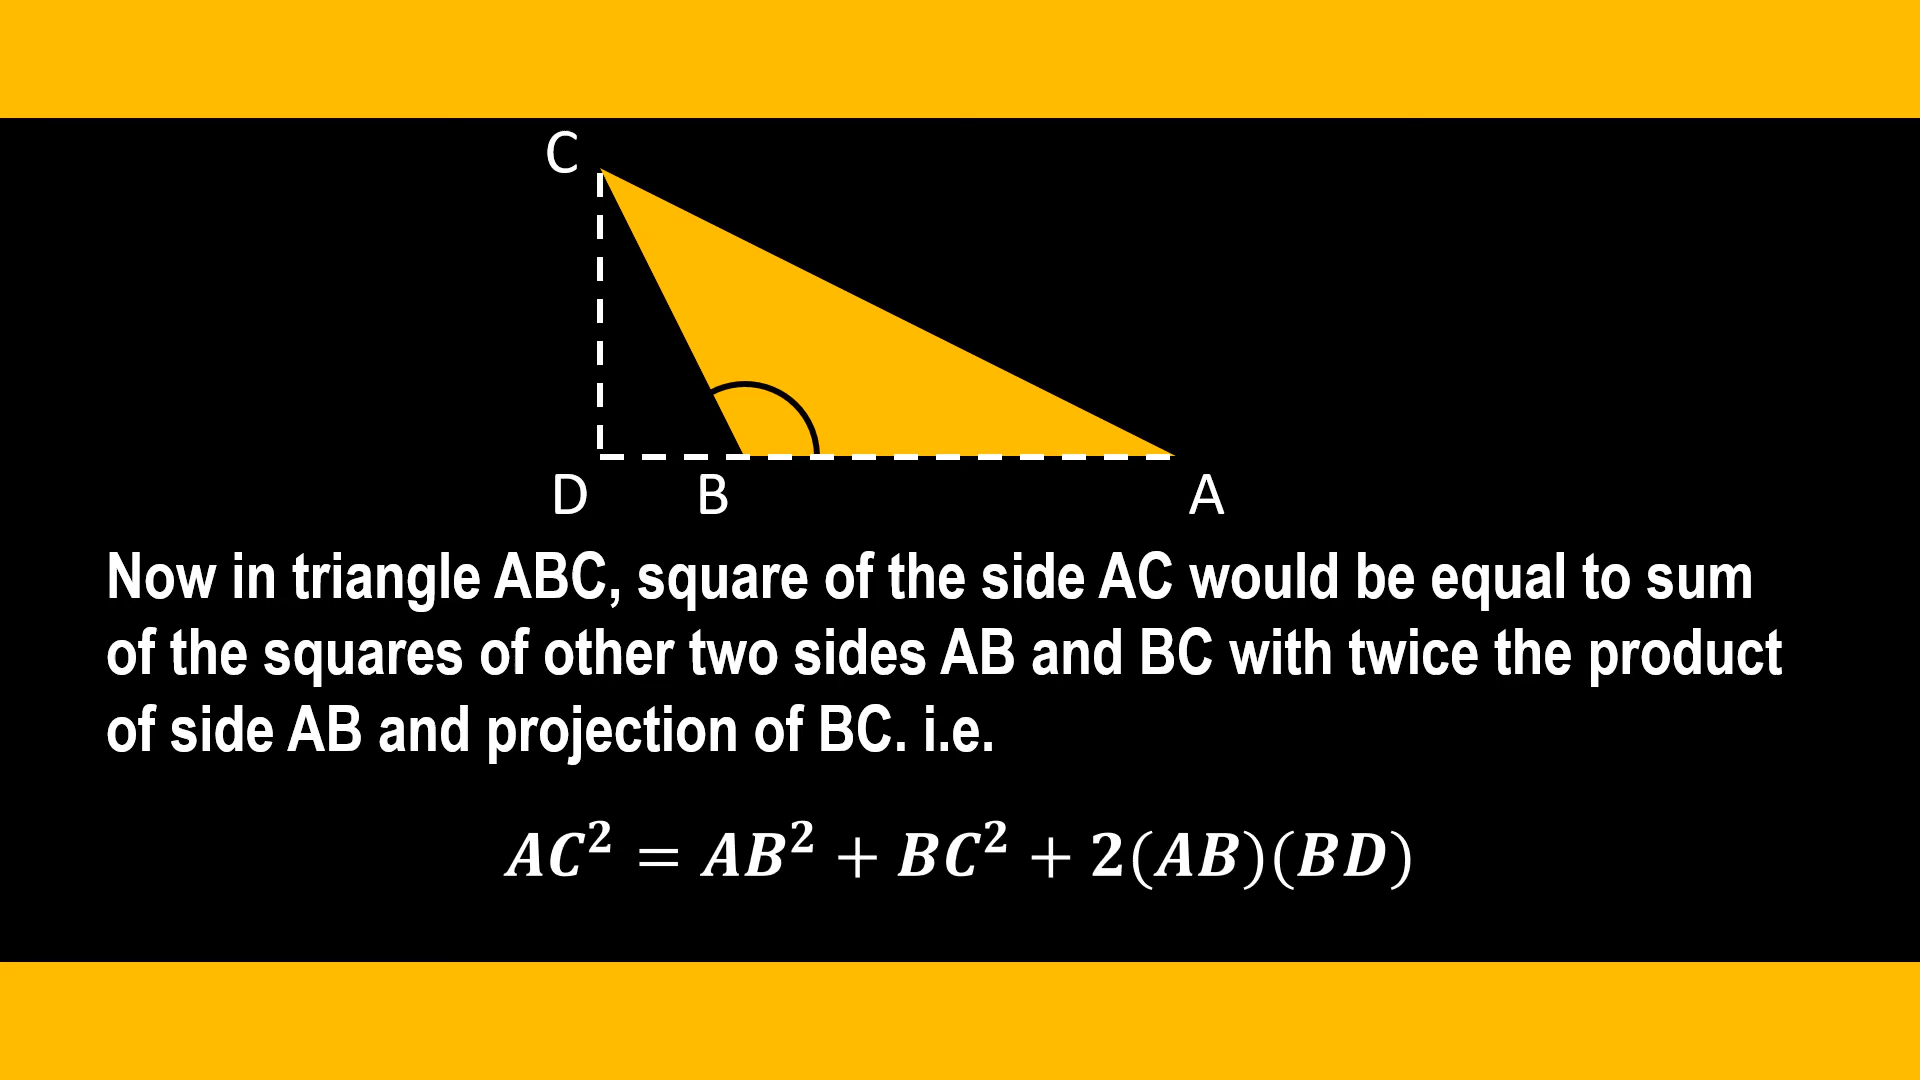 C
D B A
Now in triangle ABC, square of the side AC would be equal to sum
of the squares of other two sides AB and BC with twice the product
of side AB and projection of BC. i.e.
AC² = AB² + BC² + 2(AB)(BD)